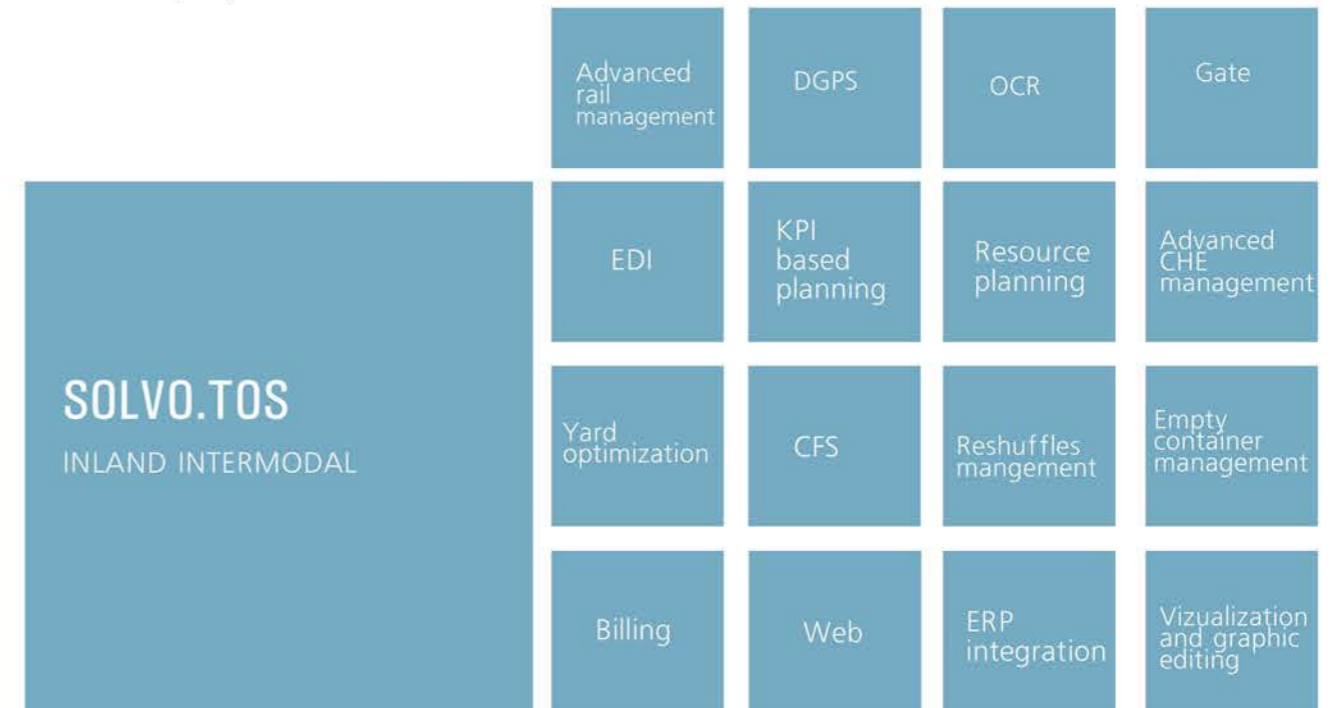 Advanced
rail
management
DGPS
OCR
Gate
EDI
KPI
based
planning
Resource
planning
Advanced
CHE
management
SOLVO.TOS
INLAND INTERMODAL
Yard
optimization
CFS
Reshuffles
mangement
Empty
container
management
Billing
Web
ERP
integration
Vizualization
and graphic
editing